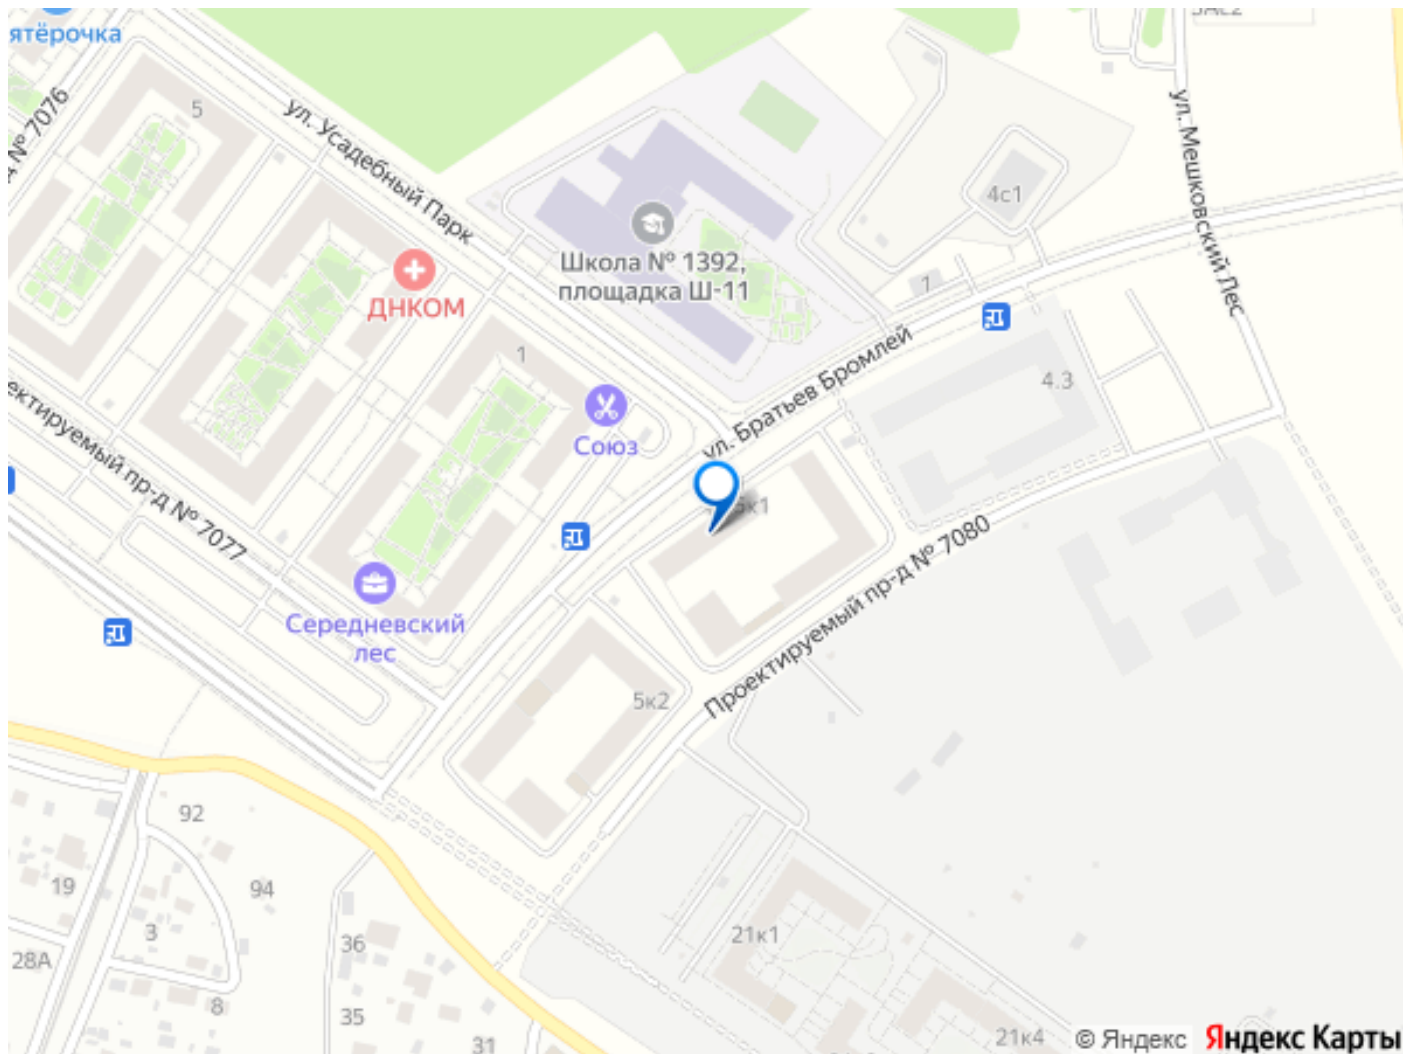 ятёрочка
5
ул. Усадебный Парк
№ 7076
ул. Мешковский Лес
4с1
Школа № 1392,
площадка Ш-11
ДНКОМ
1
1
ул. Братьев Бромлей
4.3
Союз
5к1
ектируемый пр-д № 7077
Проектируемый пр-д № 7080
Середневский
лес
5к2
92
19
94
3
36
28А
8
35
31
21к1
21к4
© Яндекс
Яндекс Карты